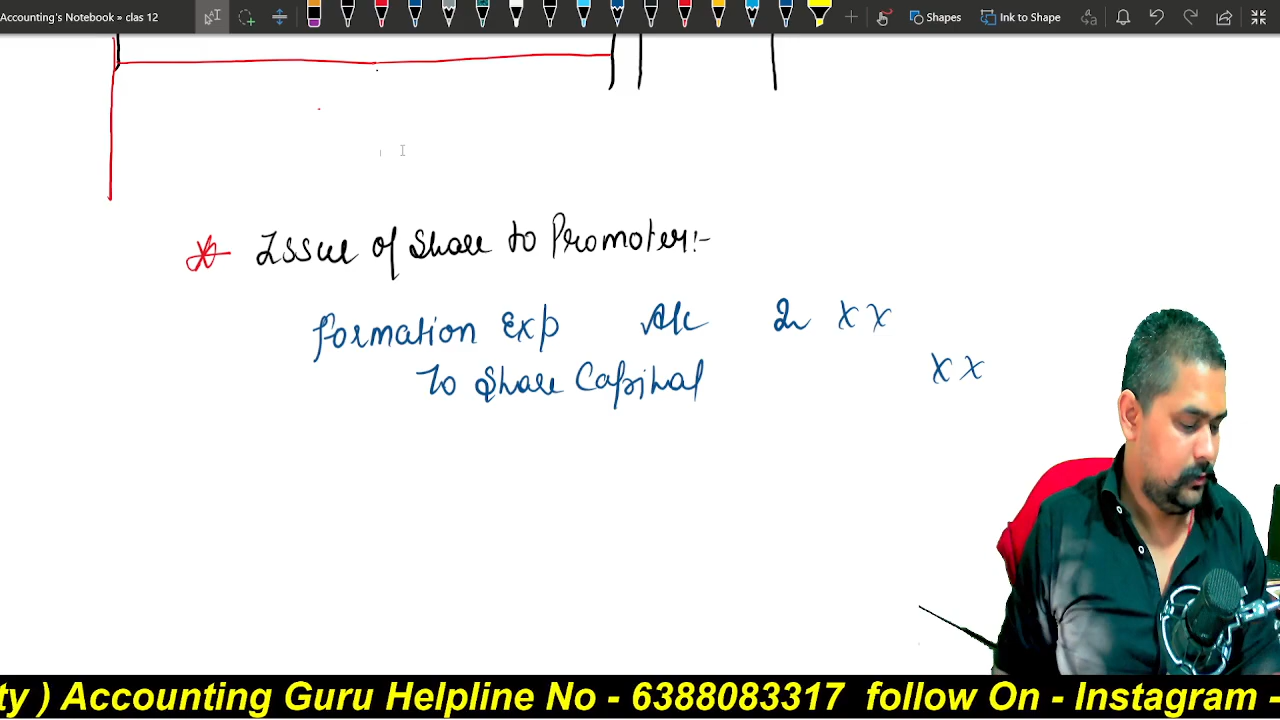 Accounting's Notebook » clas 12
Shapes
Ink to Shape
Issue of Share to Promoter:-
Formation Exp A/c Dr XX
To Share Capital XX
ty ) Accounting Guru Helpline No - 6388083317 follow On - Instagram -